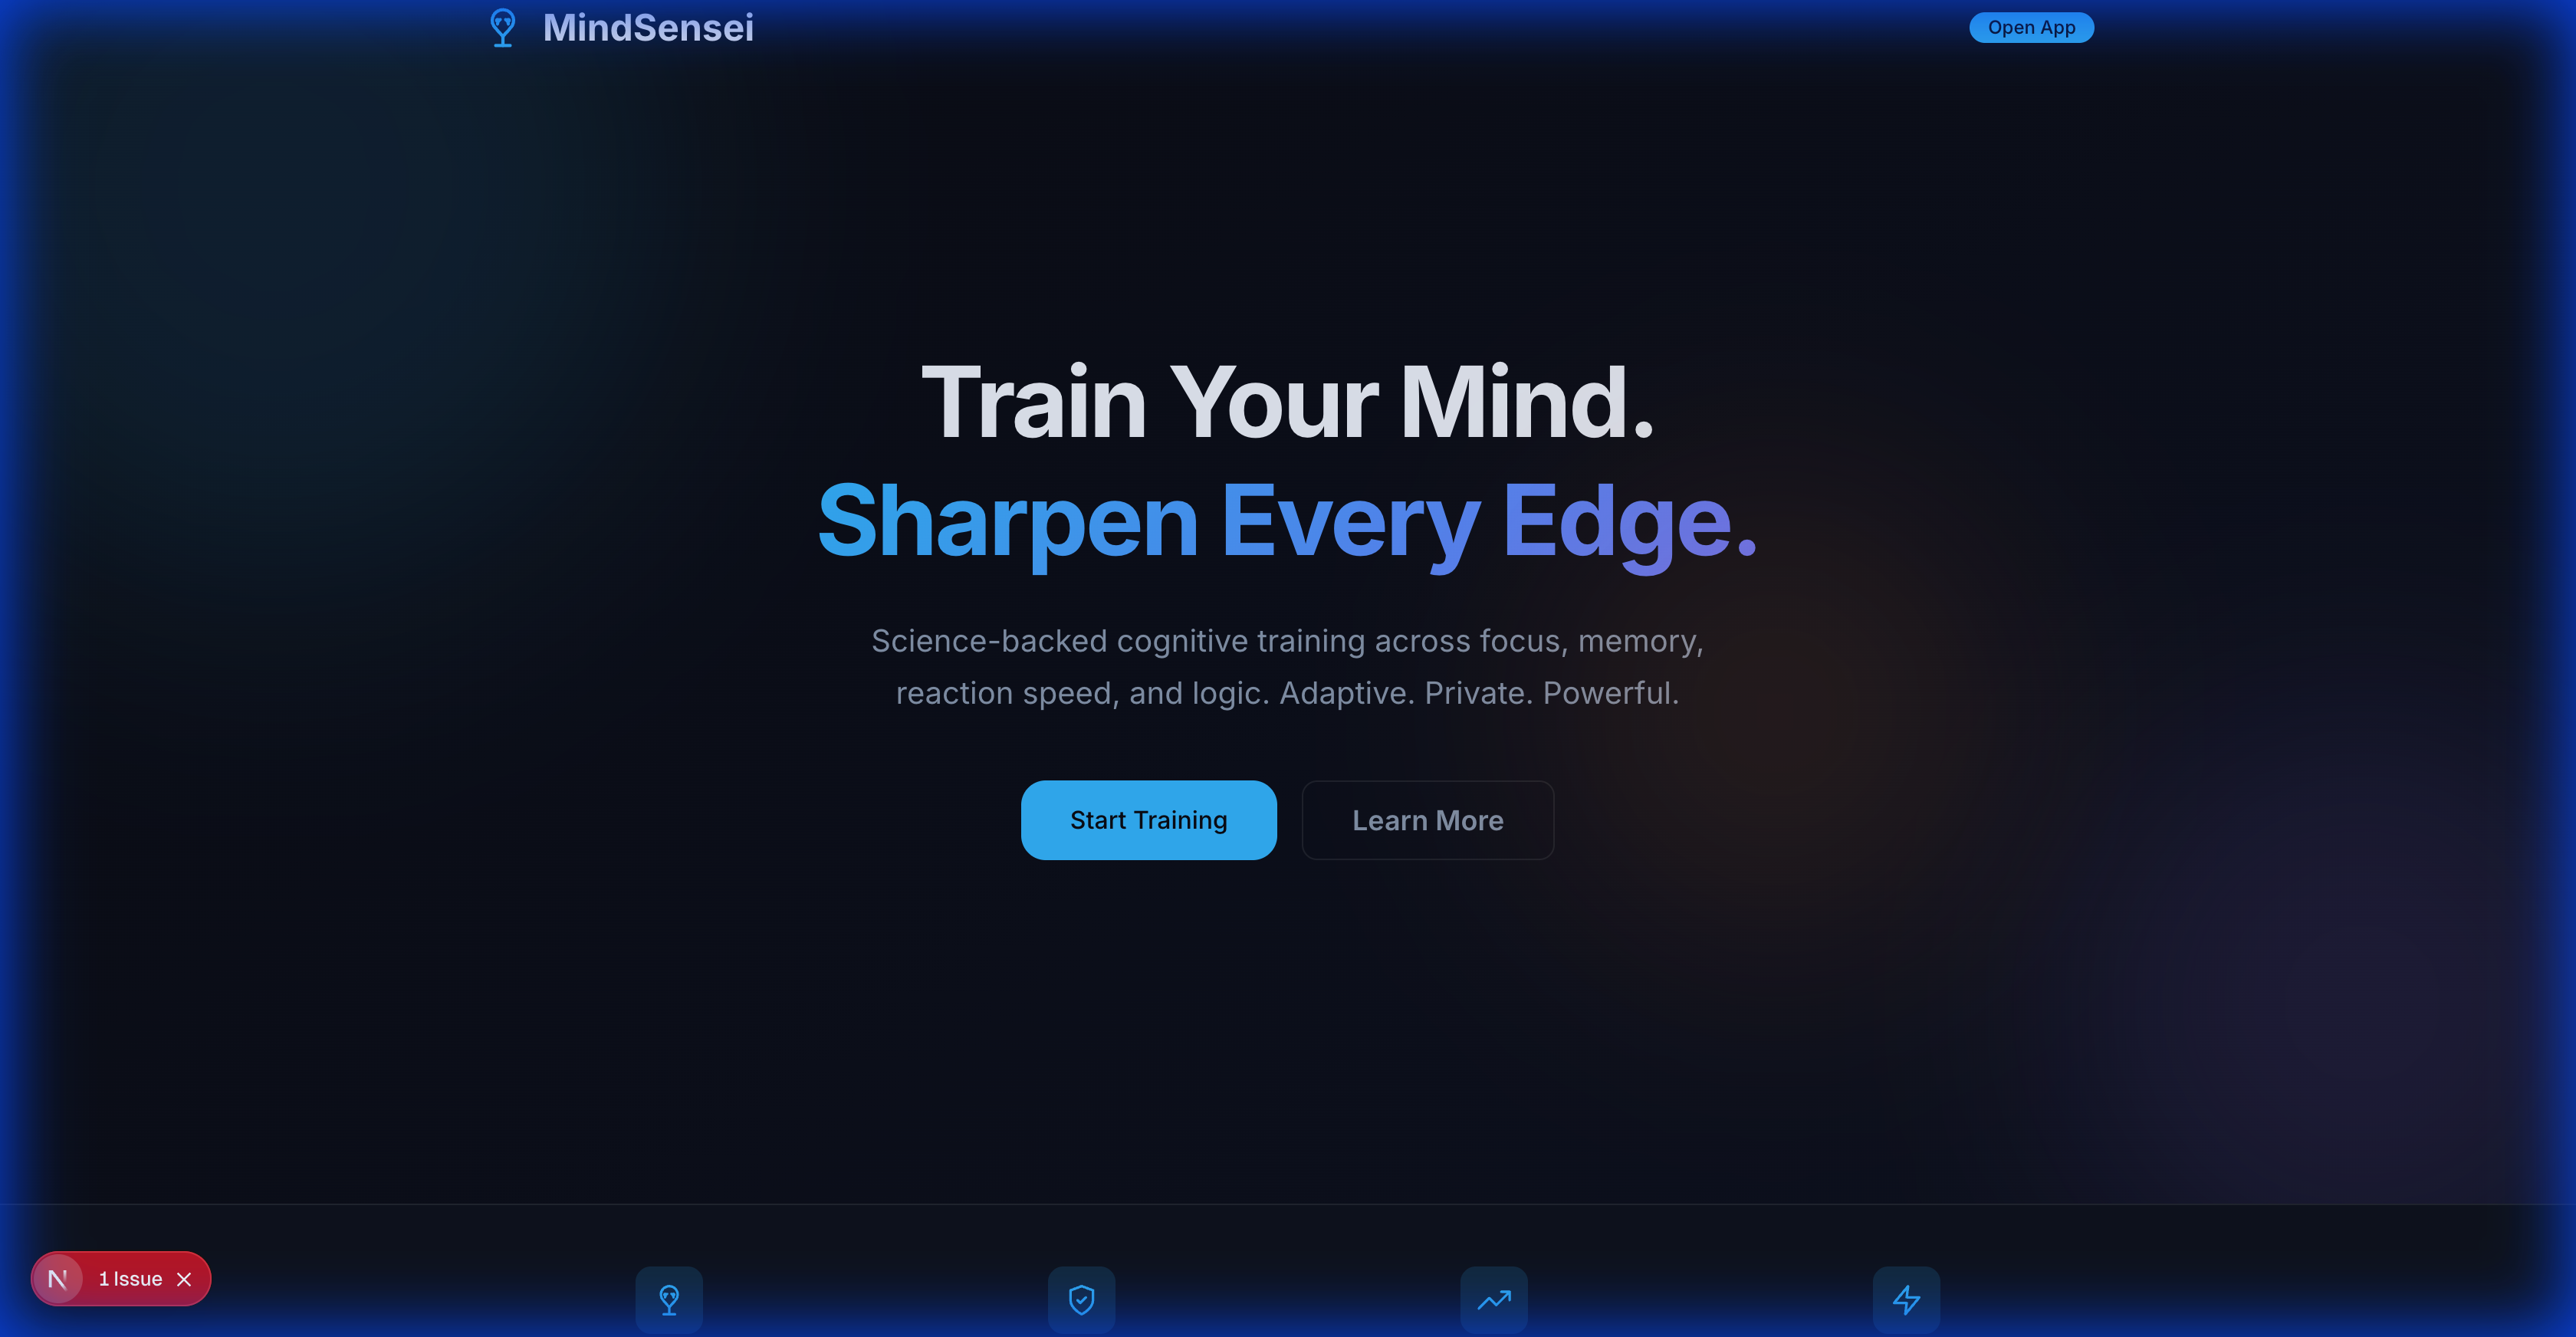 MindSensei
Open App
Train Your Mind.
Sharpen Every Edge.
Science-backed cognitive training across focus, memory,
reaction speed, and logic. Adaptive. Private. Powerful.
Start Training
Learn More
N 1 Issue